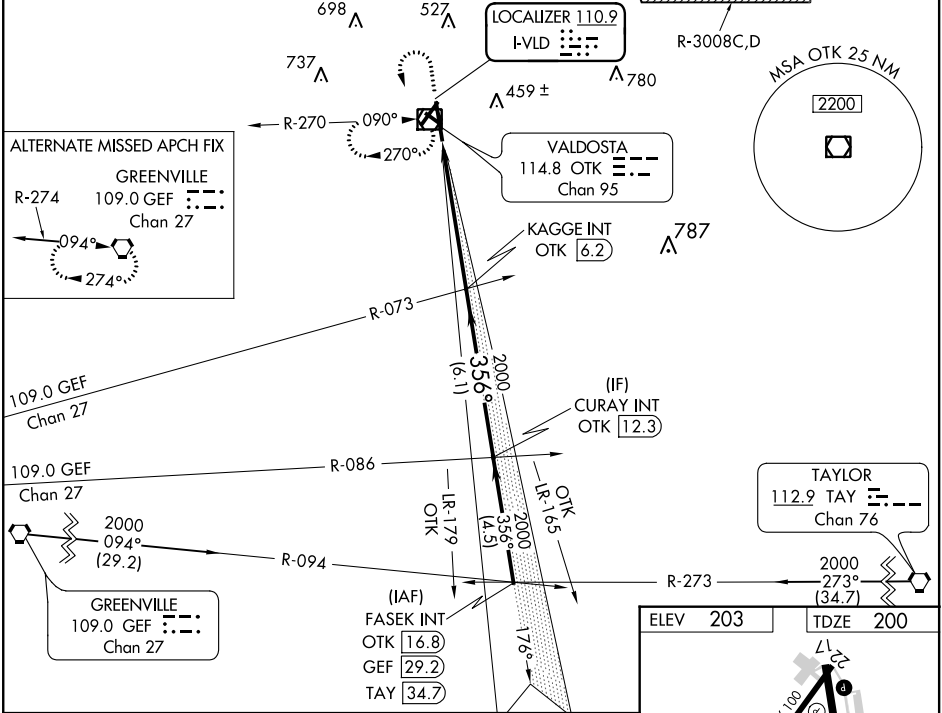 698
527
LOCALIZER 110.9
I-VLD
R-3008C,D
737
780
459 ±
MSA OTK 25 NM
2200
R-270
090°
270°
VALDOSTA
114.8 OTK
Chan 95
ALTERNATE MISSED APCH FIX
GREENVILLE
109.0 GEF
Chan 27
R-274
094°
274°
KAGGE INT
OTK 6.2
787
R-073
109.0 GEF
Chan 27
356°
(6.1)
2000
(IF)
CURAY INT
OTK 12.3
109.0 GEF
Chan 27
R-086
LR-179
OTK
356°
(4.5)
2000
OTK
LR-165
TAYLOR
112.9 TAY
Chan 76
2000
094°
(29.2)
R-094
R-273
2000
273°
(34.7)
GREENVILLE
109.0 GEF
Chan 27
(IAF)
FASEK INT
OTK 16.8
GEF 29.2
TAY 34.7
176°
ELEV 203
TDZE 200
22
17
P
100